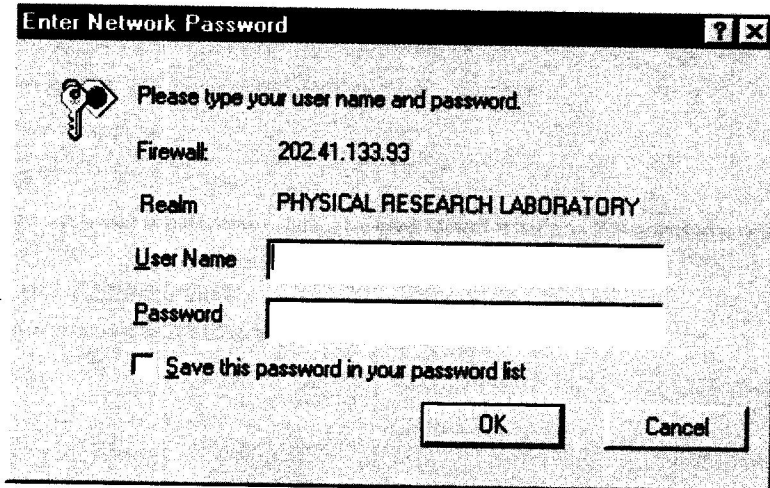 Enter Network Password
? X
Please type your user name and password.
Firewall: 202.41.133.93
Realm PHYSICAL RESEARCH LABORATORY
User Name
Password
Save this password in your password list
OK Cancel